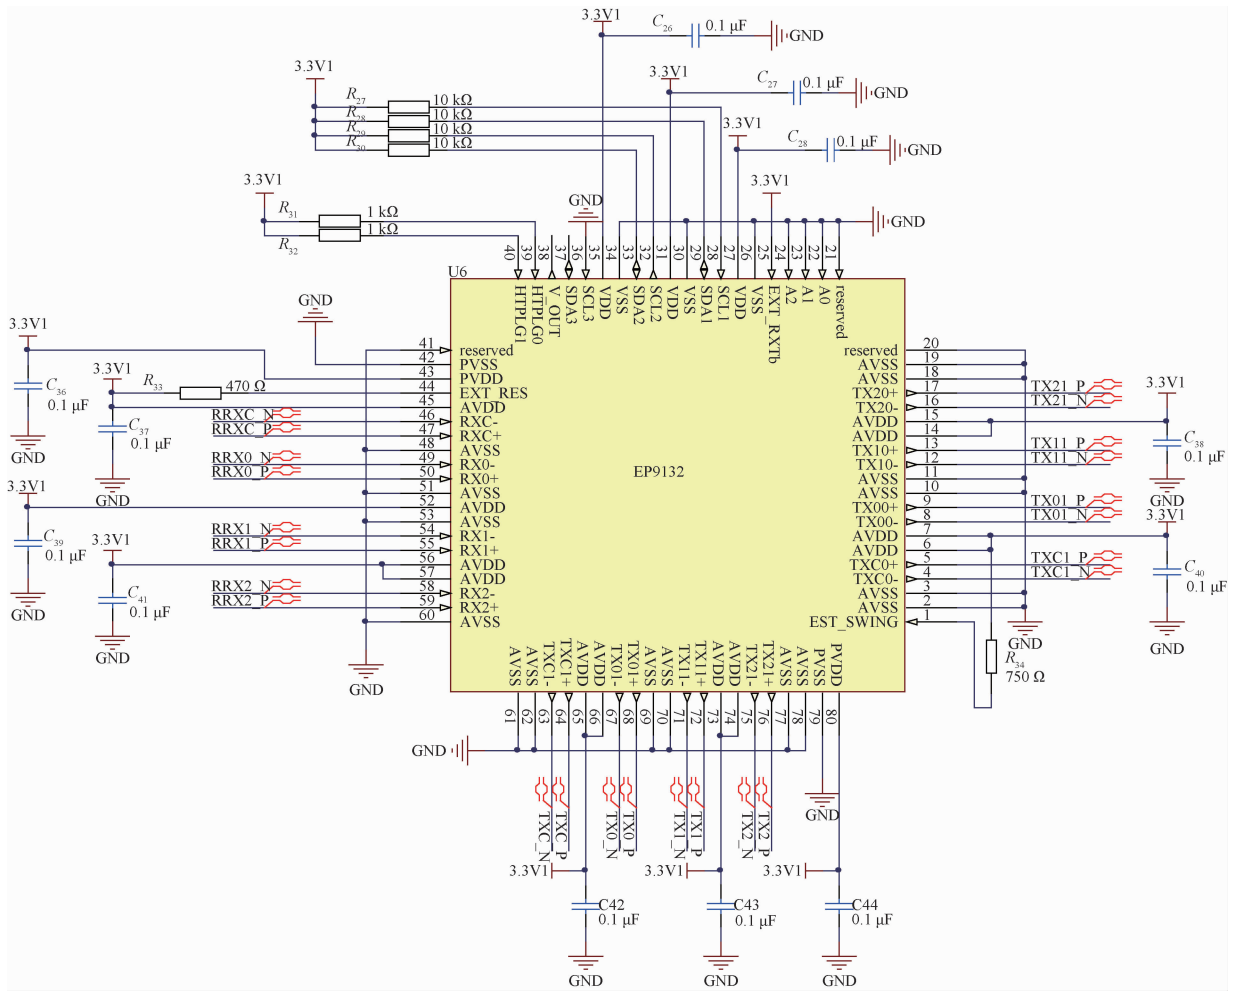 3.3V1
C26 0.1 μF GND
3.3V1
C27 0.1 μF GND
3.3V1
C28 0.1 μF GND
3.3V1
R27 10 kΩ
R28 10 kΩ
R29 10 kΩ
R30 10 kΩ
3.3V1
R31 1 kΩ
R32 1 kΩ
GND
3.3V1
GND
40 39 38 37 36 35 34 33 32 31 30 29 28 27 26 25 24 23 22 21
U6
HTPLG1 HTPLG0 V_OUT SDA3 SCL3 VDD VSS SDA2 SCL2 VDD VSS SDA1 SCL1 VDD VSS EXT_RXTb A2 A1 A0 reserved
EP9132
GND
3.3V1
C36
0.1 μF
GND
3.3V1
R33 470 Ω
C37
0.1 μF
GND
RRXC_N
RRXC_P
RRX0_N
RRX0_P
3.3V1
C39
0.1 μF
GND
RRX1_N
RRX1_P
3.3V1
C41
0.1 μF
GND
RRX2_N
RRX2_P
GND
41 reserved
42 PVSS
43 PVDD
44 EXT_RES
45 AVDD
46 RXC-
47 RXC+
48 AVSS
49 RX0-
50 RX0+
51 AVSS
52 AVDD
53 AVSS
54 RX1-
55 RX1+
56 AVDD
57 AVDD
58 RX2-
59 RX2+
60 AVSS
reserved 20
AVSS 19
AVSS 18
TX20+ 17 TX21_P
TX20- 16 TX21_N
AVDD 15
AVDD 14
TX10+ 13 TX11_P
TX10- 12 TX11_N
AVSS 11
AVSS 10
TX00+ 9 TX01_P
TX00- 8 TX01_N
AVDD 7
AVDD 6
TXC0+ 5 TXC1_P
TXC0- 4 TXC1_N
AVSS 3
AVSS 2
EST_SWING 1
3.3V1
C38
0.1 μF
GND
3.3V1
C40
0.1 μF
GND
GND
R34
750 Ω
AVSS AVSS TXC1- TXC1+ AVDD AVDD TX01- TX01+ AVSS AVSS TX11- TX1+ AVDD AVDD TX21- TX21+ AVSS AVSS PVSS PVDD
61 62 63 64 65 66 67 68 69 70 71 72 73 74 75 76 77 78 79 80
GND
GND
TXC_N TXC_P TX0_N TX0_P TX1_N TX1_P TX2_N TX2_P
3.3V1 3.3V1 3.3V1
C42 C43 C44
0.1 μF 0.1 μF 0.1 μF
GND GND GND